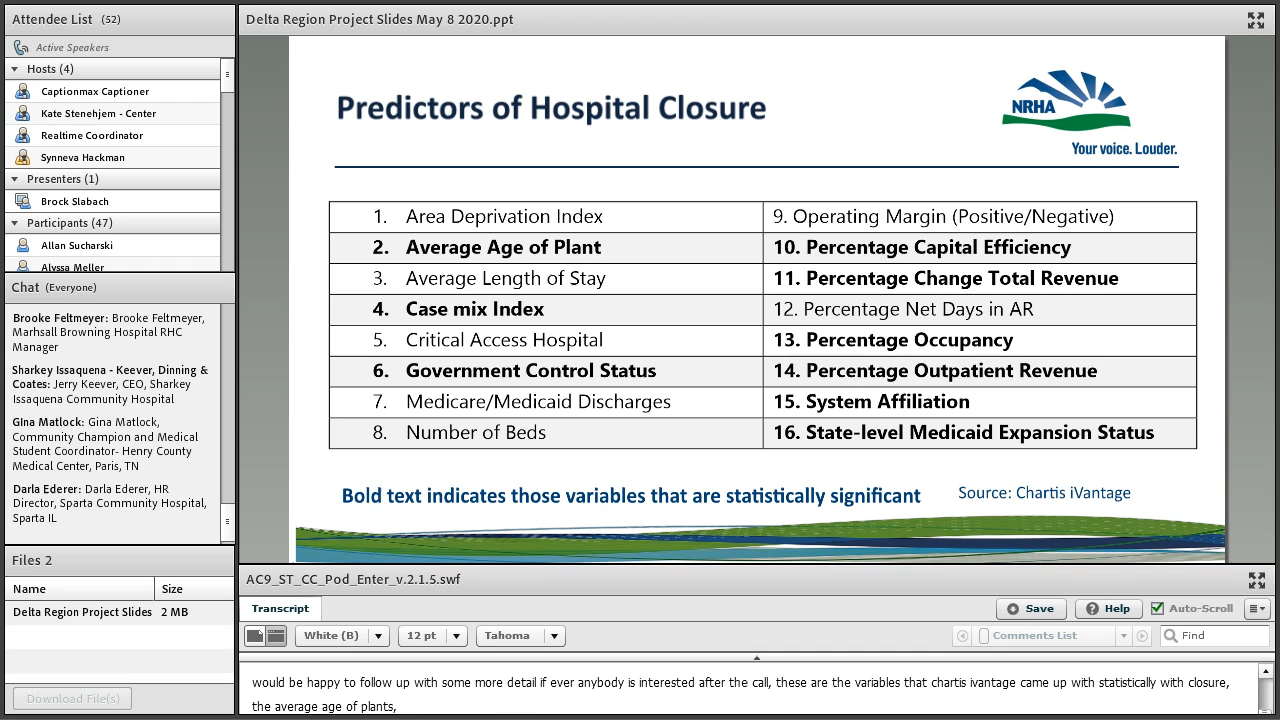 Attendee List (52)
Active Speakers
Hosts (4)
Captionmax Captioner
Kate Stenehjem - Center
Realtime Coordinator
Synneva Hackman
Presenters (1)
Brock Slabach
Participants (47)
Allan Sucharski
Alyssa Meller
Chat (Everyone)
Brooke Feltmeyer: Brooke Feltmeyer,
Marhsall Browning Hospital RHC
Manager
Sharkey Issaquena - Keever, Dinning &
Coates: Jerry Keever, CEO, Sharkey
Issaquena Community Hospital
Gina Matlock: Gina Matlock,
Community Champion and Medical
Student Coordinator- Henry County
Medical Center, Paris, TN
Darla Ederer: Darla Ederer, HR
Director, Sparta Community Hospital,
Sparta IL
Files 2
Name Size
Delta Region Project Slides 2 MB
Download File(s)
Delta Region Project Slides May 8 2020.ppt
Predictors of Hospital Closure
NRHA
Your voice. Louder.
1. Area Deprivation Index
2. Average Age of Plant
3. Average Length of Stay
4. Case mix Index
5. Critical Access Hospital
6. Government Control Status
7. Medicare/Medicaid Discharges
8. Number of Beds
9. Operating Margin (Positive/Negative)
10. Percentage Capital Efficiency
11. Percentage Change Total Revenue
12. Percentage Net Days in AR
13. Percentage Occupancy
14. Percentage Outpatient Revenue
15. System Affiliation
16. State-level Medicaid Expansion Status
Bold text indicates those variables that are statistically significant
Source: Chartis iVantage
AC9_ST_CC_Pod_Enter_v.2.1.5.swf
Transcript
Save
Help
Auto-Scroll
White (B)
12 pt
Tahoma
Comments List
Find
would be happy to follow up with some more detail if ever anybody is interested after the call, these are the variables that chartis ivantage came up with statistically with closure,
the average age of plants,